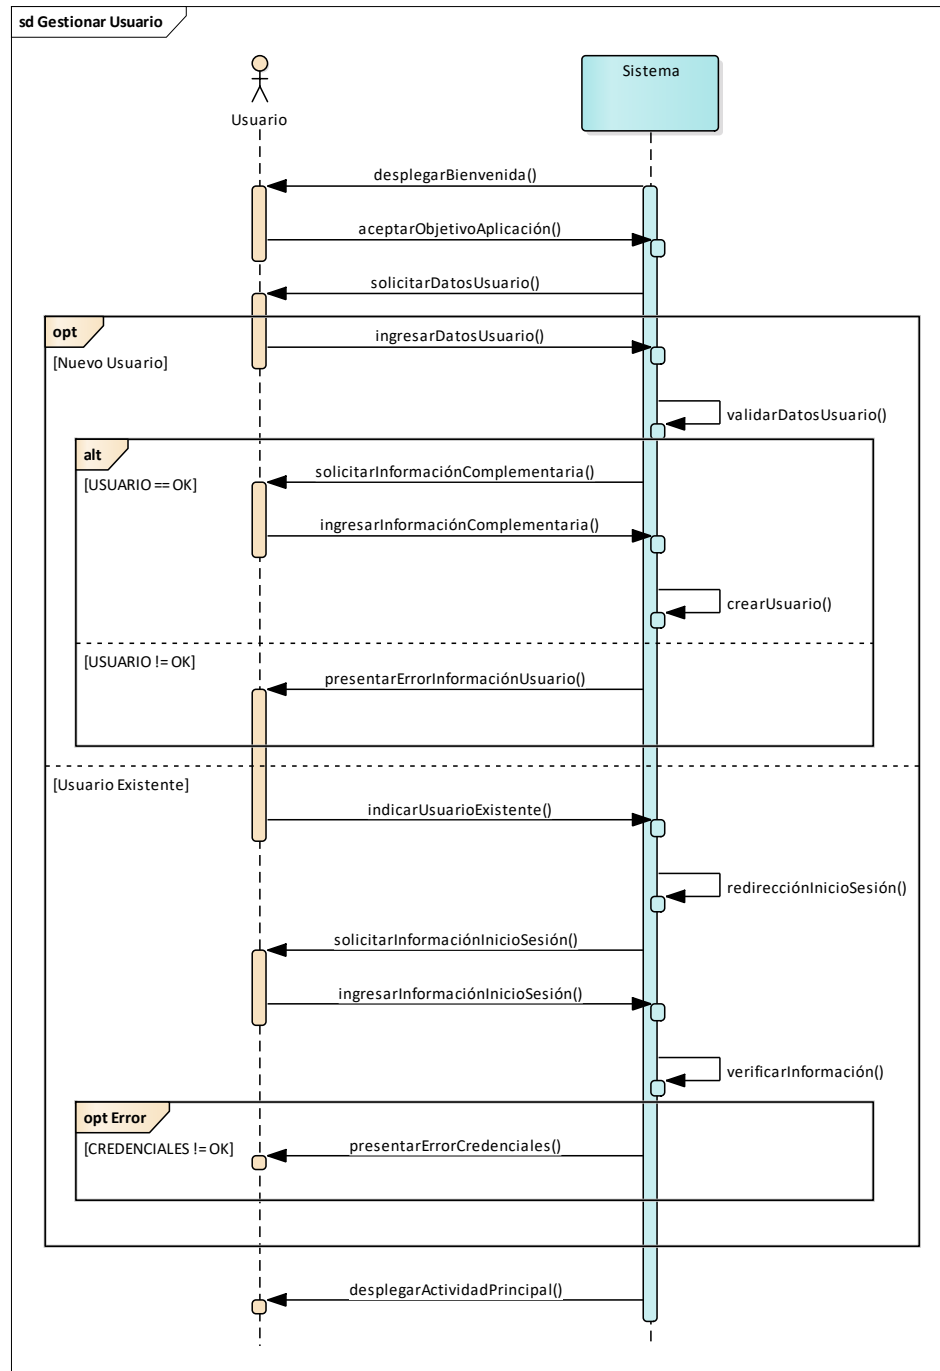 sd Gestionar Usuario
Sistema
Usuario
desplegarBienvenida()
aceptarObjetivoAplicación()
solicitarDatosUsuario()
opt
ingresarDatosUsuario()
[Nuevo Usuario]
validarDatosUsuario()
alt
solicitarInformaciónComplementaria()
[USUARIO == OK]
ingresarInformaciónComplementaria()
crearUsuario()
[USUARIO != OK]
presentarErrorInformaciónUsuario()
[Usuario Existente]
indicarUsuarioExistente()
redirecciónInicioSesión()
solicitarInformaciónInicioSesión()
ingresarInformaciónInicioSesión()
verificarInformación()
opt Error
[CREDENCIALES != OK]
presentarErrorCredenciales()
desplegarActividadPrincipal()